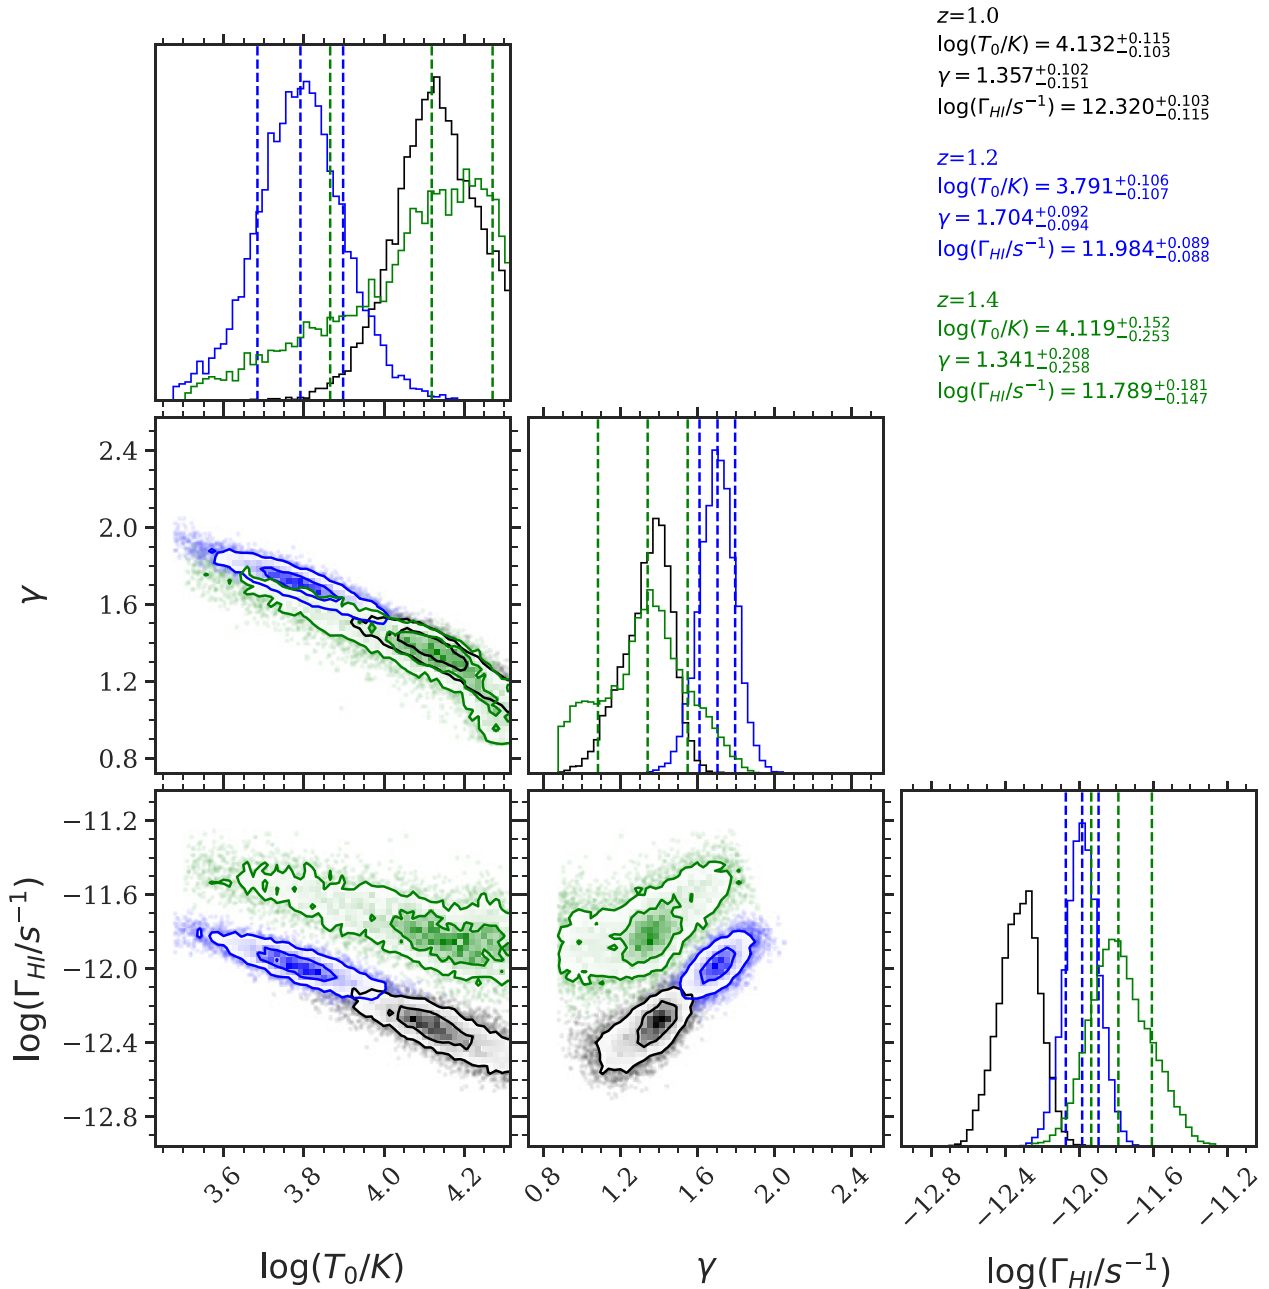 z=1.0
log(T₀/K) = 4.132+0.115−0.103
γ = 1.357+0.102−0.151
log(Γ_HI/s⁻¹) = 12.320+0.103−0.115
z=1.2
log(T₀/K) = 3.791+0.106−0.107
γ = 1.704+0.092−0.094
log(Γ_HI/s⁻¹) = 11.984+0.089−0.088
z=1.4
log(T₀/K) = 4.119+0.152−0.253
γ = 1.341+0.208−0.258
log(Γ_HI/s⁻¹) = 11.789+0.181−0.147
2.4
2.0
1.6
1.2
0.8
γ
−11.2
−11.6
−12.0
−12.4
−12.8
log(Γ_HI/s⁻¹)
3.6 3.8 4.0 4.2
0.8 1.2 1.6 2.0 2.4
−12.8 −12.4 −12.0 −11.6 −11.2
log(T₀/K)
γ
log(Γ_HI/s⁻¹)